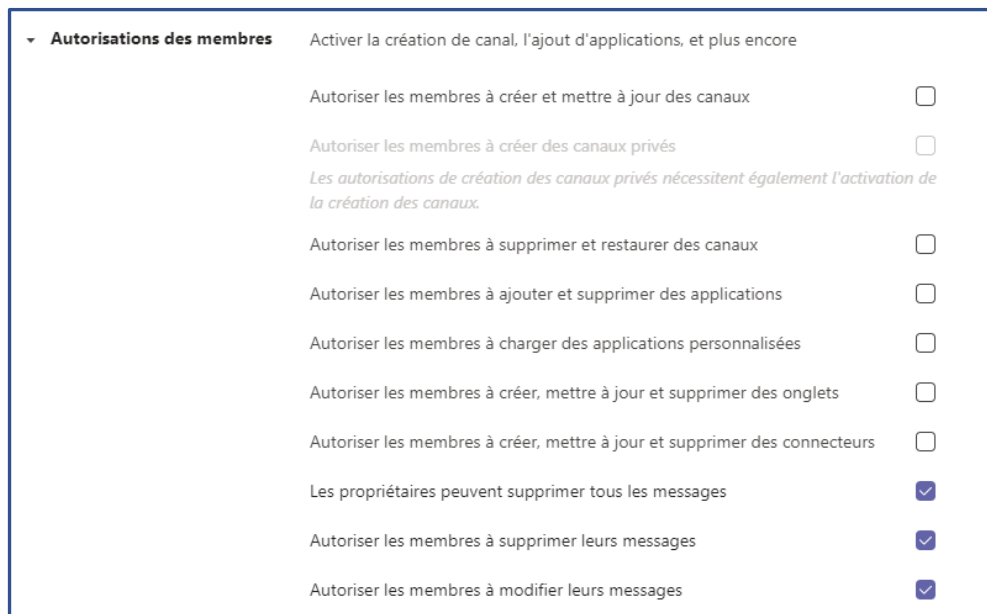 Autorisations des membres Activer la création de canal, l'ajout d'applications, et plus encore
Autoriser les membres à créer et mettre à jour des canaux
Autoriser les membres à créer des canaux privés
Les autorisations de création des canaux privés nécessitent également l'activation de
la création des canaux.
Autoriser les membres à supprimer et restaurer des canaux
Autoriser les membres à ajouter et supprimer des applications
Autoriser les membres à charger des applications personnalisées
Autoriser les membres à créer, mettre à jour et supprimer des onglets
Autoriser les membres à créer, mettre à jour et supprimer des connecteurs
Les propriétaires peuvent supprimer tous les messages
Autoriser les membres à supprimer leurs messages
Autoriser les membres à modifier leurs messages